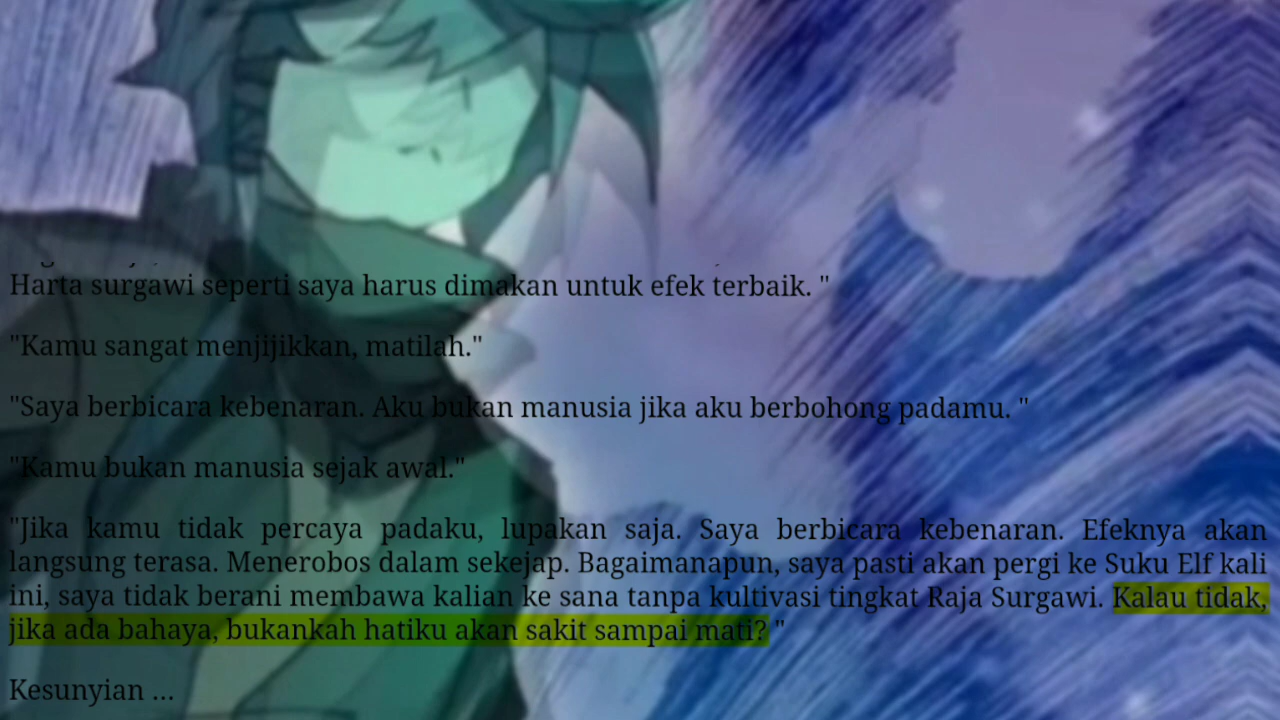 Harta surgawi seperti saya harus dimakan untuk efek terbaik. "
"Kamu sangat menjijikkan, matilah."
"Saya berbicara kebenaran. Aku bukan manusia jika aku berbohong padamu. "
"Kamu bukan manusia sejak awal."
"Jika kamu tidak percaya padaku, lupakan saja. Saya berbicara kebenaran. Efeknya akan
langsung terasa. Menerobos dalam sekejap. Bagaimanapun, saya pasti akan pergi ke Suku Elf kali
ini, saya tidak berani membawa kalian ke sana tanpa kultivasi tingkat Raja Surgawi. Kalau tidak,
jika ada bahaya, bukankah hatiku akan sakit sampai mati? "
Kesunyian ...